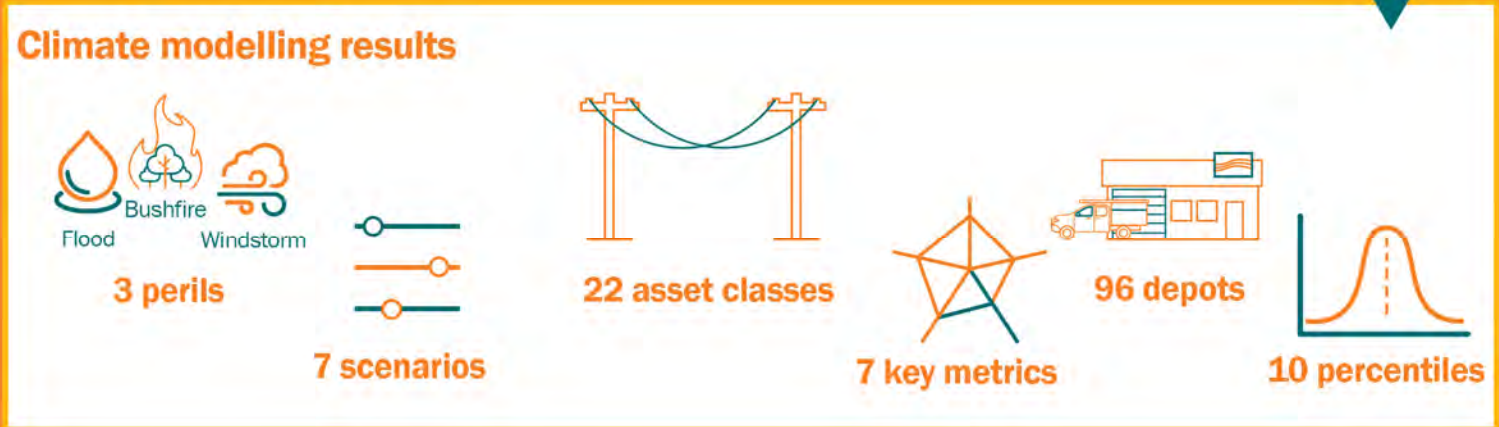 Climate modelling results
Bushfire
Flood
Windstorm
3 perils
7 scenarios
22 asset classes
7 key metrics
96 depots
10 percentiles